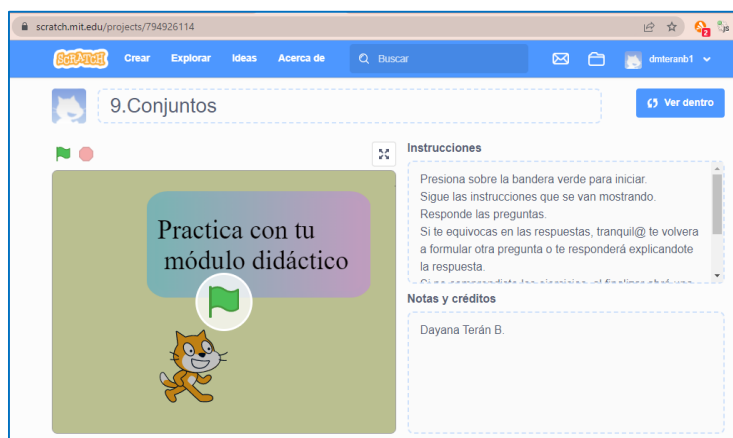 scratch.mit.edu/projects/794926114
2
js
SCRATCH Crear Explorar Ideas Acerca de Buscar dmteranb1
9.Conjuntos
Ver dentro
Practica con tu
módulo didáctico
Instrucciones
Presiona sobre la bandera verde para iniciar.
Sigue las instrucciones que se van mostrando.
Responde las preguntas.
Si te equivocas en las respuestas, tranquil@ te volvera
a formular otra pregunta o te responderá explicandote
la respuesta.
Notas y créditos
Dayana Terán B.